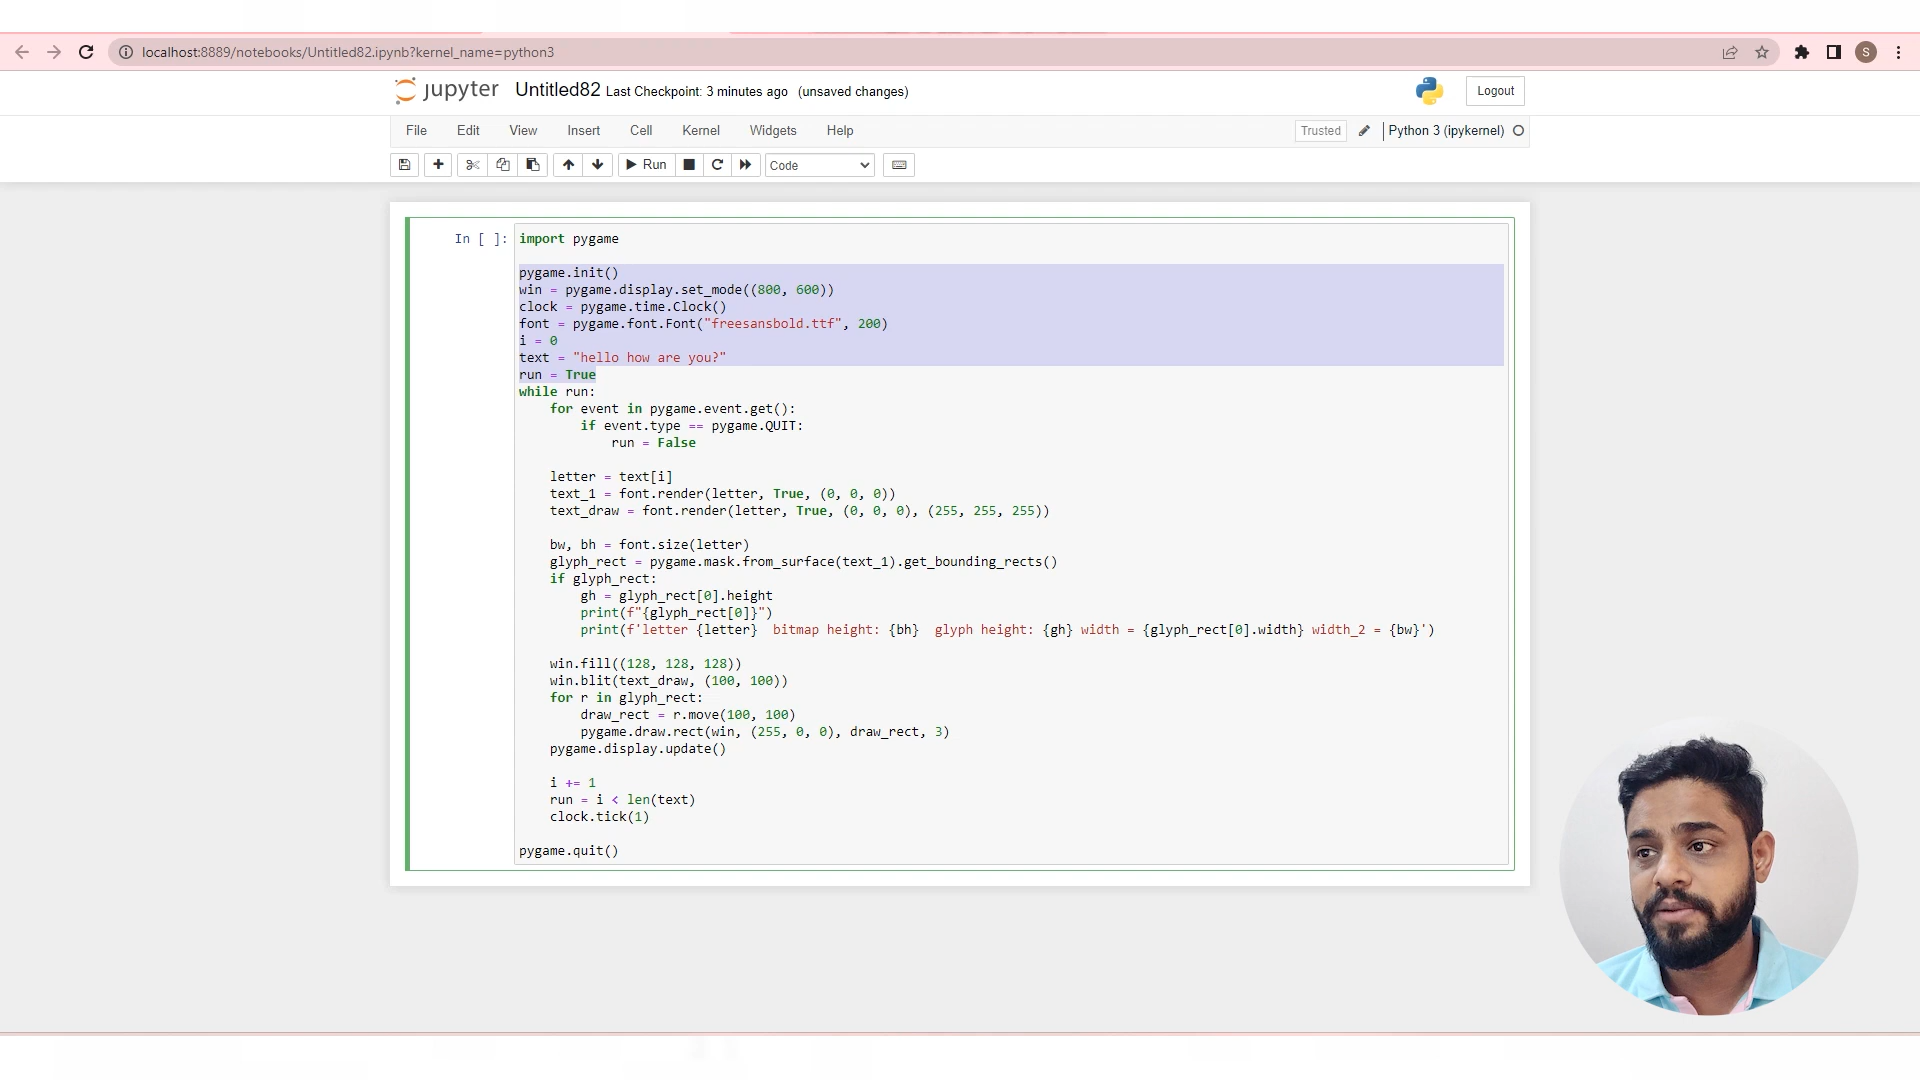 localhost:8889/notebooks/Untitled82.ipynb?kernel_name=python3
S
jupyter Untitled82 Last Checkpoint: 3 minutes ago (unsaved changes)
Logout
File Edit View Insert Cell Kernel Widgets Help
Trusted Python 3 (ipykernel)
Run Code
In [ ]:
import pygame
pygame.init()
win = pygame.display.set_mode((800, 600))
clock = pygame.time.Clock()
font = pygame.font.Font("freesansbold.ttf", 200)
i = 0
text = "hello how are you?"
run = True
while run:
    for event in pygame.event.get():
        if event.type == pygame.QUIT:
            run = False
    letter = text[i]
    text_1 = font.render(letter, True, (0, 0, 0))
    text_draw = font.render(letter, True, (0, 0, 0), (255, 255, 255))
    bw, bh = font.size(letter)
    glyph_rect = pygame.mask.from_surface(text_1).get_bounding_rects()
    if glyph_rect:
        gh = glyph_rect[0].height
        print(f"{glyph_rect[0]}")
        print(f'letter {letter}  bitmap height: {bh}  glyph height: {gh} width = {glyph_rect[0].width} width_2 = {bw}')
    win.fill((128, 128, 128))
    win.blit(text_draw, (100, 100))
    for r in glyph_rect:
        draw_rect = r.move(100, 100)
        pygame.draw.rect(win, (255, 0, 0), draw_rect, 3)
    pygame.display.update()
    i += 1
    run = i < len(text)
    clock.tick(1)
pygame.quit()